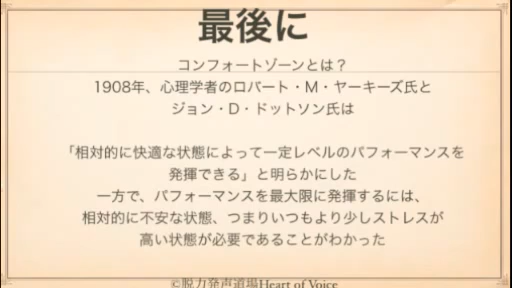 最後に
コンフォートゾーンとは？
1908年、心理学者のロバート・M・ヤーキーズ氏と
ジョン・D・ドットソン氏は
「相対的に快適な状態によって一定レベルのパフォーマンスを
発揮できる」と明らかにした
一方で、パフォーマンスを最大限に発揮するには、
相対的に不安な状態、つまりいつもより少しストレスが
高い状態が必要であることがわかった
©脱力発声道場Heart of Voice